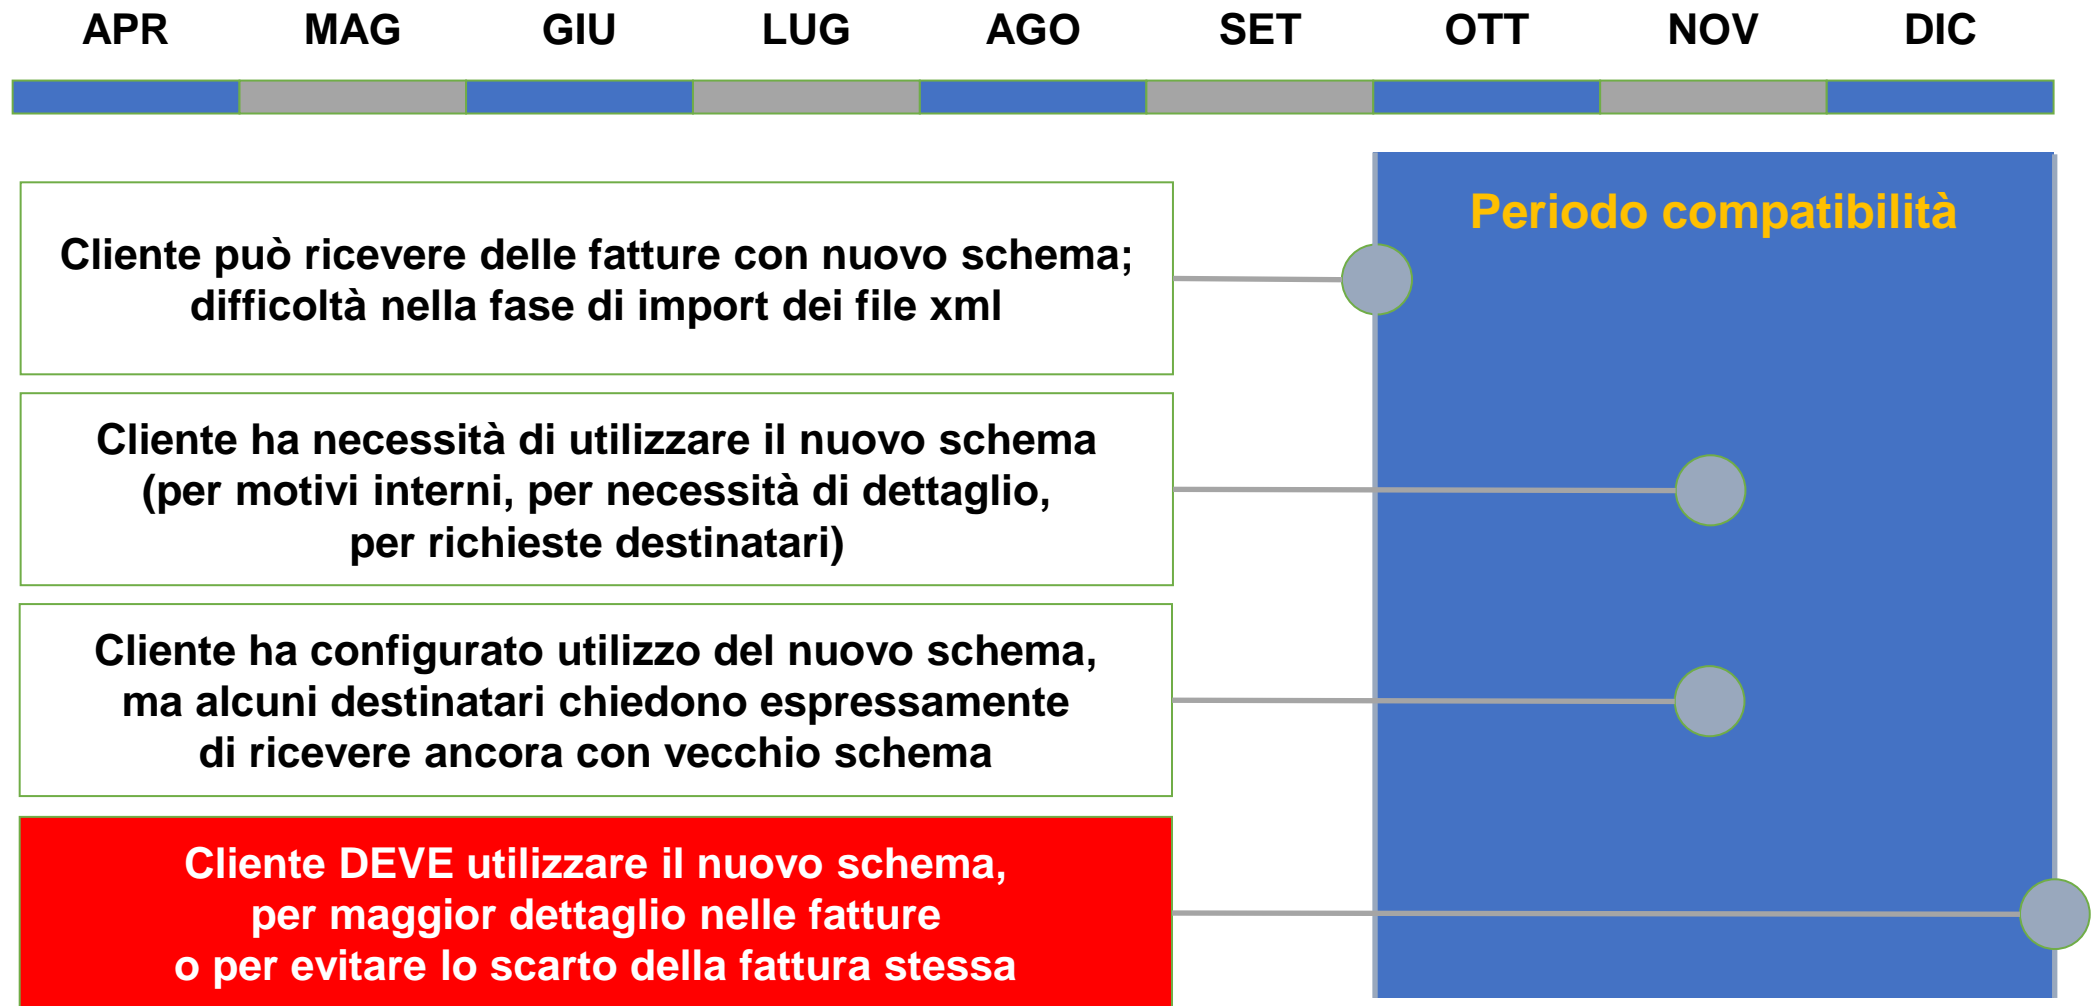 APR MAG GIU LUG AGO SET OTT NOV DIC
Periodo compatibilità
Cliente può ricevere delle fatture con nuovo schema;
difficoltà nella fase di import dei file xml
Cliente ha necessità di utilizzare il nuovo schema
(per motivi interni, per necessità di dettaglio,
per richieste destinatari)
Cliente ha configurato utilizzo del nuovo schema,
ma alcuni destinatari chiedono espressamente
di ricevere ancora con vecchio schema
Cliente DEVE utilizzare il nuovo schema,
per maggior dettaglio nelle fatture
o per evitare lo scarto della fattura stessa